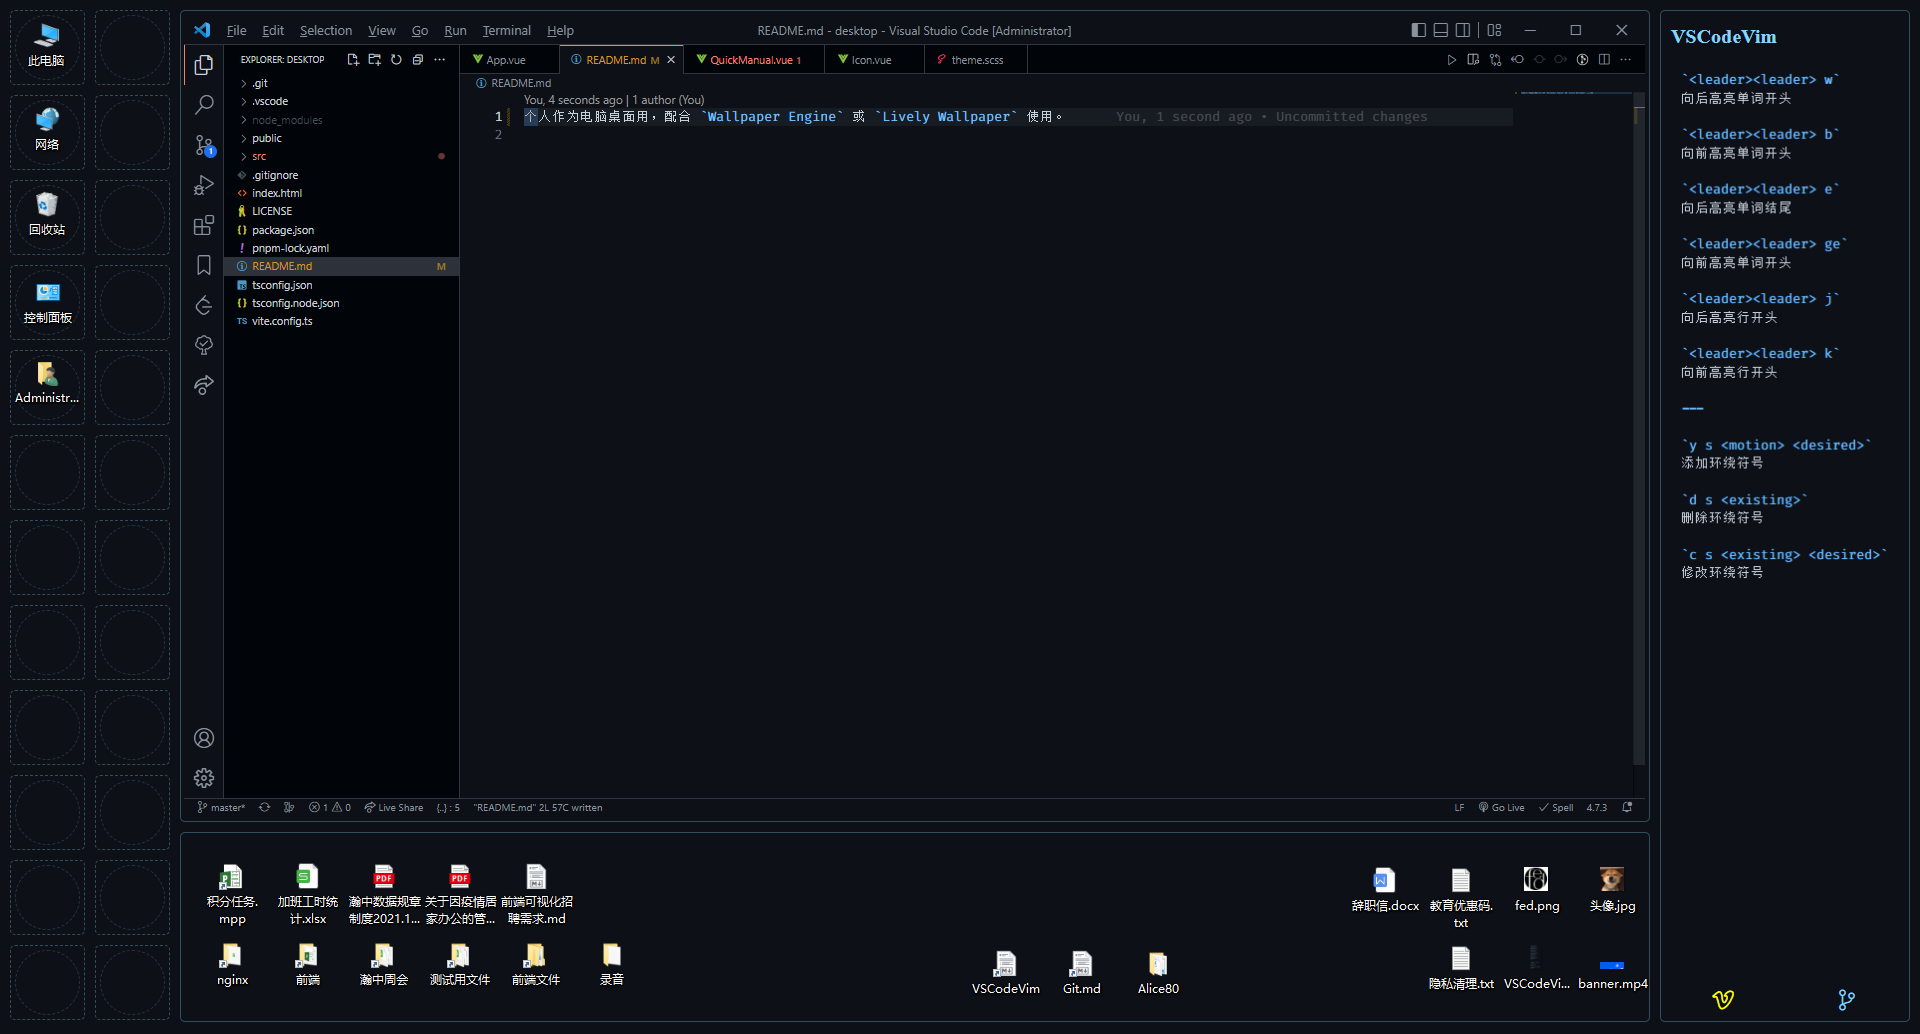 此电脑
网络
回收站
控制面板
Administr...
File Edit Selection View Go Run Terminal Help
README.md - desktop - Visual Studio Code [Administrator]
EXPLORER: DESKTOP
.git
.vscode
node_modules
public
src
.gitignore
index.html
LICENSE
package.json
pnpm-lock.yaml
README.md M
tsconfig.json
tsconfig.node.json
TS vite.config.ts
1
App.vue
README.md M
QuickManual.vue 1
Icon.vue
theme.scss
README.md
You, 4 seconds ago | 1 author (You)
1 个人作为电脑桌面用，配合 `Wallpaper Engine` 或 `Lively Wallpaper` 使用。 You, 1 second ago • Uncommitted changes
2
master* 1 0 Live Share {..} : 5 "README.md" 2L 57C written
LF Go Live Spell 4.7.3
积分任务.
mpp
加班工时统
计.xlsx
瀚中数据规章
制度2021.1...
关于因疫情居
家办公的管...
前端可视化招
聘需求.md
nginx
前端
瀚中周会
测试用文件
前端文件
录音
VSCodeVim
Git.md
Alice80
辞职信.docx
教育优惠码.
txt
fed.png
头像.jpg
隐私清理.txt
VSCodeVi...
banner.mp4
VSCodeVim
`<leader><leader> w`
向后高亮单词开头
`<leader><leader> b`
向前高亮单词开头
`<leader><leader> e`
向后高亮单词结尾
`<leader><leader> ge`
向前高亮单词开头
`<leader><leader> j`
向后高亮行开头
`<leader><leader> k`
向前高亮行开头
---
`y s <motion> <desired>`
添加环绕符号
`d s <existing>`
删除环绕符号
`c s <existing> <desired>`
修改环绕符号